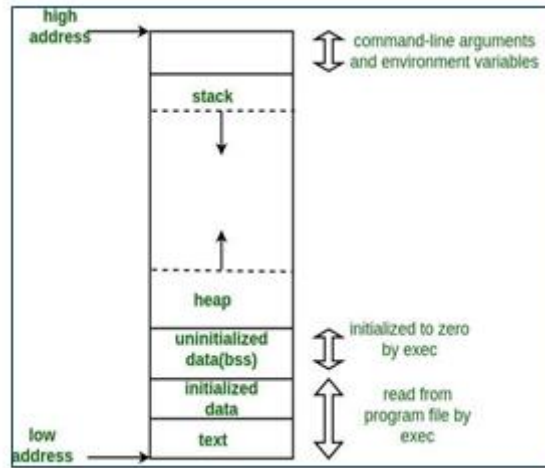 high
address
command-line arguments
and environment variables
stack
heap
uninitialized
data(bss)
initialized to zero
by exec
initialized
data
read from
program file by
exec
text
low
address